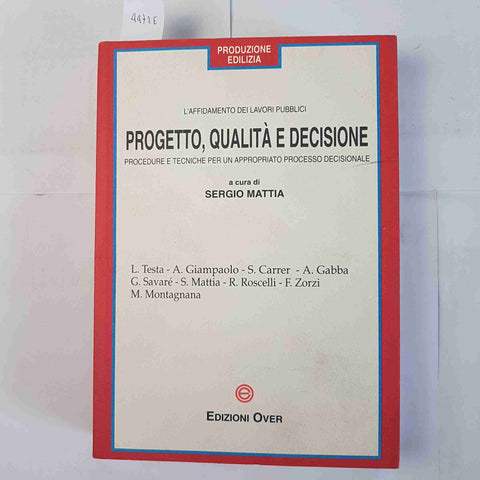 PRODUZIONE
EDILIZIA
L'AFFIDAMENTO DEI LAVORI PUBBLICI
PROGETTO, QUALITÀ E DECISIONE
PROCEDURE E TECNICHE PER UN APPROPRIATO PROCESSO DECISIONALE
a cura di
SERGIO MATTIA
L. Testa - A. Giampaolo - S. Carrer - A. Gabba
G. Savaré - S. Mattia - R. Roscelli - F. Zorzi
M. Montagnana
EDIZIONI OVER